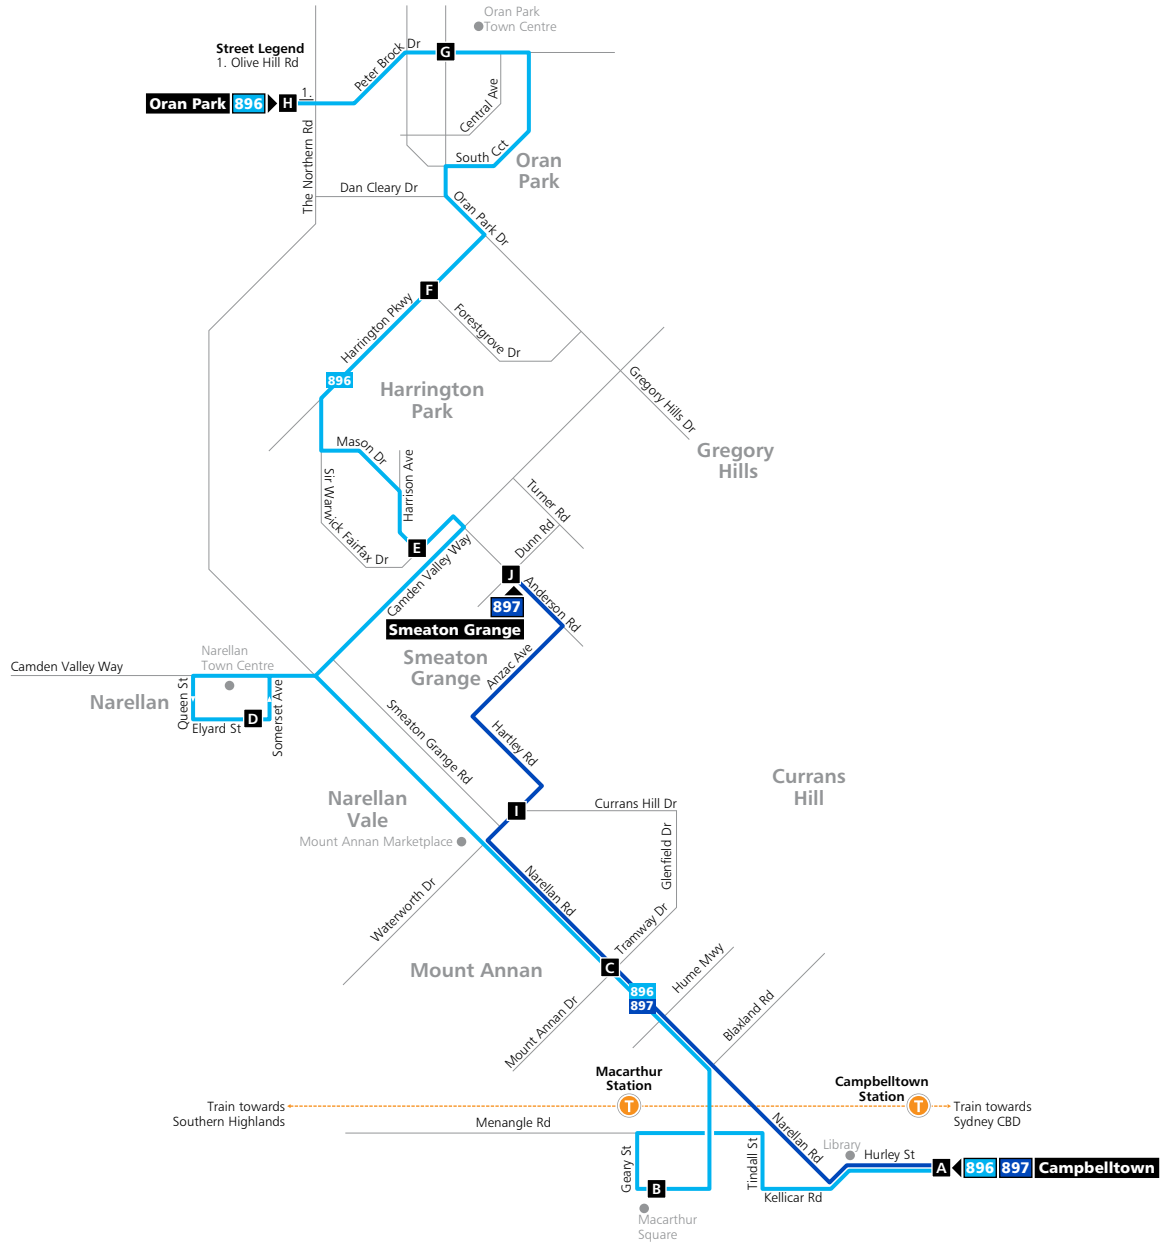 Oran Park
Town Centre
Street Legend
1. Olive Hill Rd
Peter Brock Dr
G
Oran Park 896 H
1.
Central Ave
The Northern Rd
South Cct
Oran
Park
Dan Cleary Dr
Oran Park Dr
F
Harrington Pkwy
Forestgrove Dr
896
Harrington
Park
Gregory Hills Dr
Gregory
Hills
Mason Dr
Harrison Ave
Sir Warwick Fairfax Dr
Turner Rd
Dunn Rd
E
Camden Valley Way
J
Anderson Rd
897
Smeaton Grange
Smeaton
Grange
Anzac Ave
Narellan
Town Centre
Camden Valley Way
Narellan
Queen St
Elyard St
D
Somerset Ave
Smeaton Grange Rd
Hartley Rd
Currans
Hill
Narellan
Vale
I
Currans Hill Dr
Mount Annan Marketplace
Glenfield Dr
Narellan Rd
Waterworth Dr
Tramway Dr
Mount Annan
C
Hume Mwy
896
897
Mount Annan Dr
Blaxland Rd
Macarthur
Station
T
Campbelltown
Station
T
Train towards
Southern Highlands
Train towards
Sydney CBD
Menangle Rd
Narellan Rd
Library
Hurley St
Geary St
Tindall St
A 896 897 Campbelltown
B
Kellicar Rd
Macarthur
Square